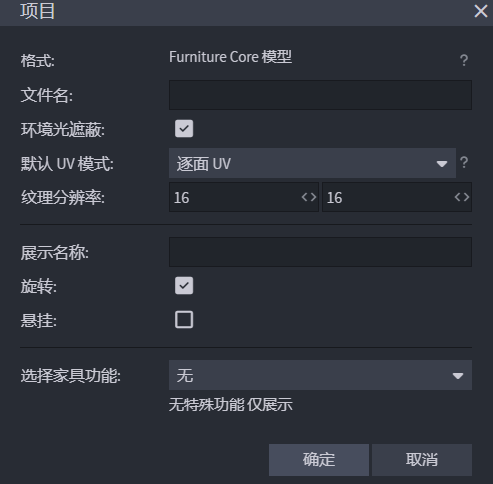 项目
格式: Furniture Core 模型 ?
文件名:
环境光遮蔽:
默认 UV 模式: 逐面 UV ?
纹理分辨率: 16 <> 16 <>
展示名称:
旋转:
悬挂:
选择家具功能: 无
无特殊功能 仅展示
确定 取消